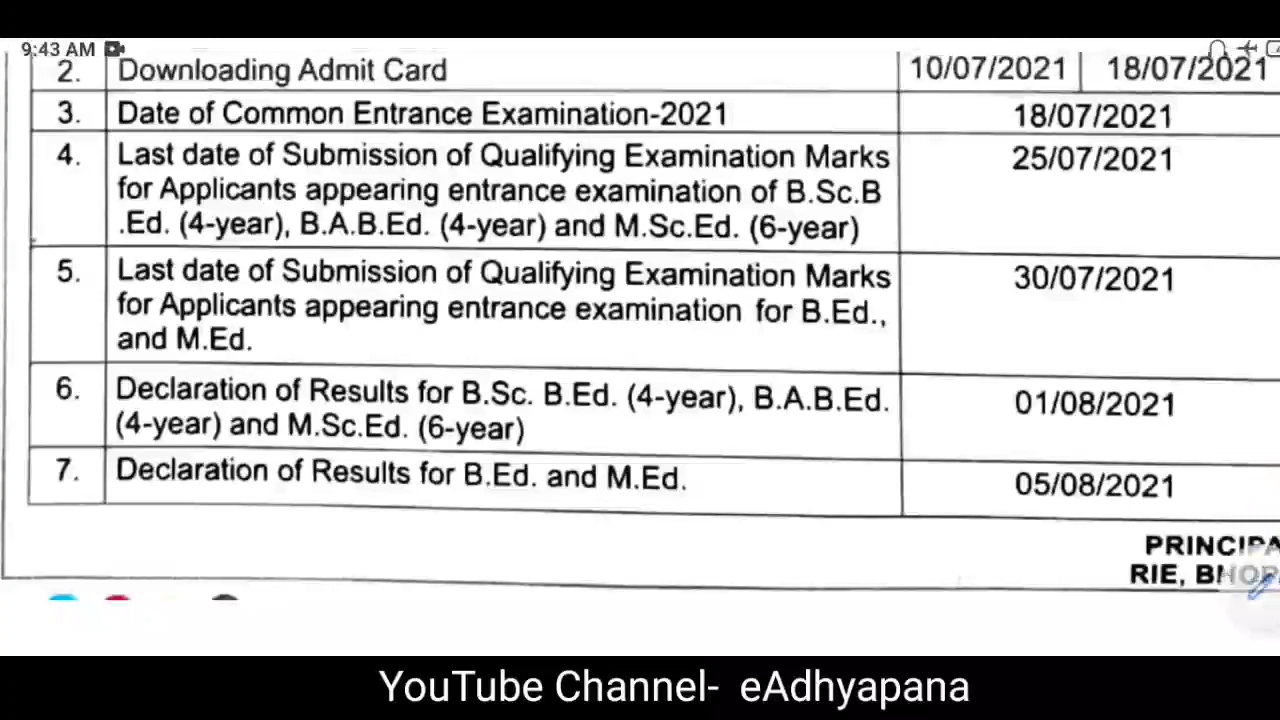 9:43 AM
2. Downloading Admit Card 10/07/2021 18/07/2021
3. Date of Common Entrance Examination-2021 18/07/2021
4. Last date of Submission of Qualifying Examination Marks 25/07/2021
for Applicants appearing entrance examination of B.Sc.B
.Ed. (4-year), B.A.B.Ed. (4-year) and M.Sc.Ed. (6-year)
5. Last date of Submission of Qualifying Examination Marks 30/07/2021
for Applicants appearing entrance examination for B.Ed.,
and M.Ed.
6. Declaration of Results for B.Sc. B.Ed. (4-year), B.A.B.Ed. 01/08/2021
(4-year) and M.Sc.Ed. (6-year)
7. Declaration of Results for B.Ed. and M.Ed. 05/08/2021
PRINCIPA
RIE, BHOP
YouTube Channel- eAdhyapana